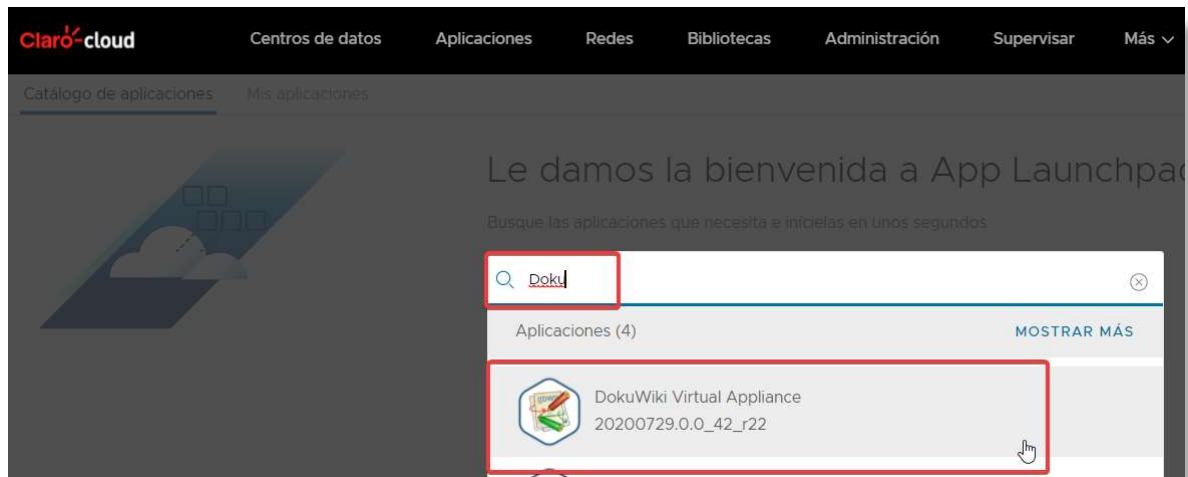 Claro-cloud
Centros de datos Aplicaciones Redes Bibliotecas Administración Supervisar Más
Catálogo de aplicaciones Mis aplicaciones
Le damos la bienvenida a App Launchpa
Busque las aplicaciones que necesita e inícielas en unos segundos
Doku
Aplicaciones (4) MOSTRAR MÁS
DokuWiki Virtual Appliance
20200729.0.0_42_r22